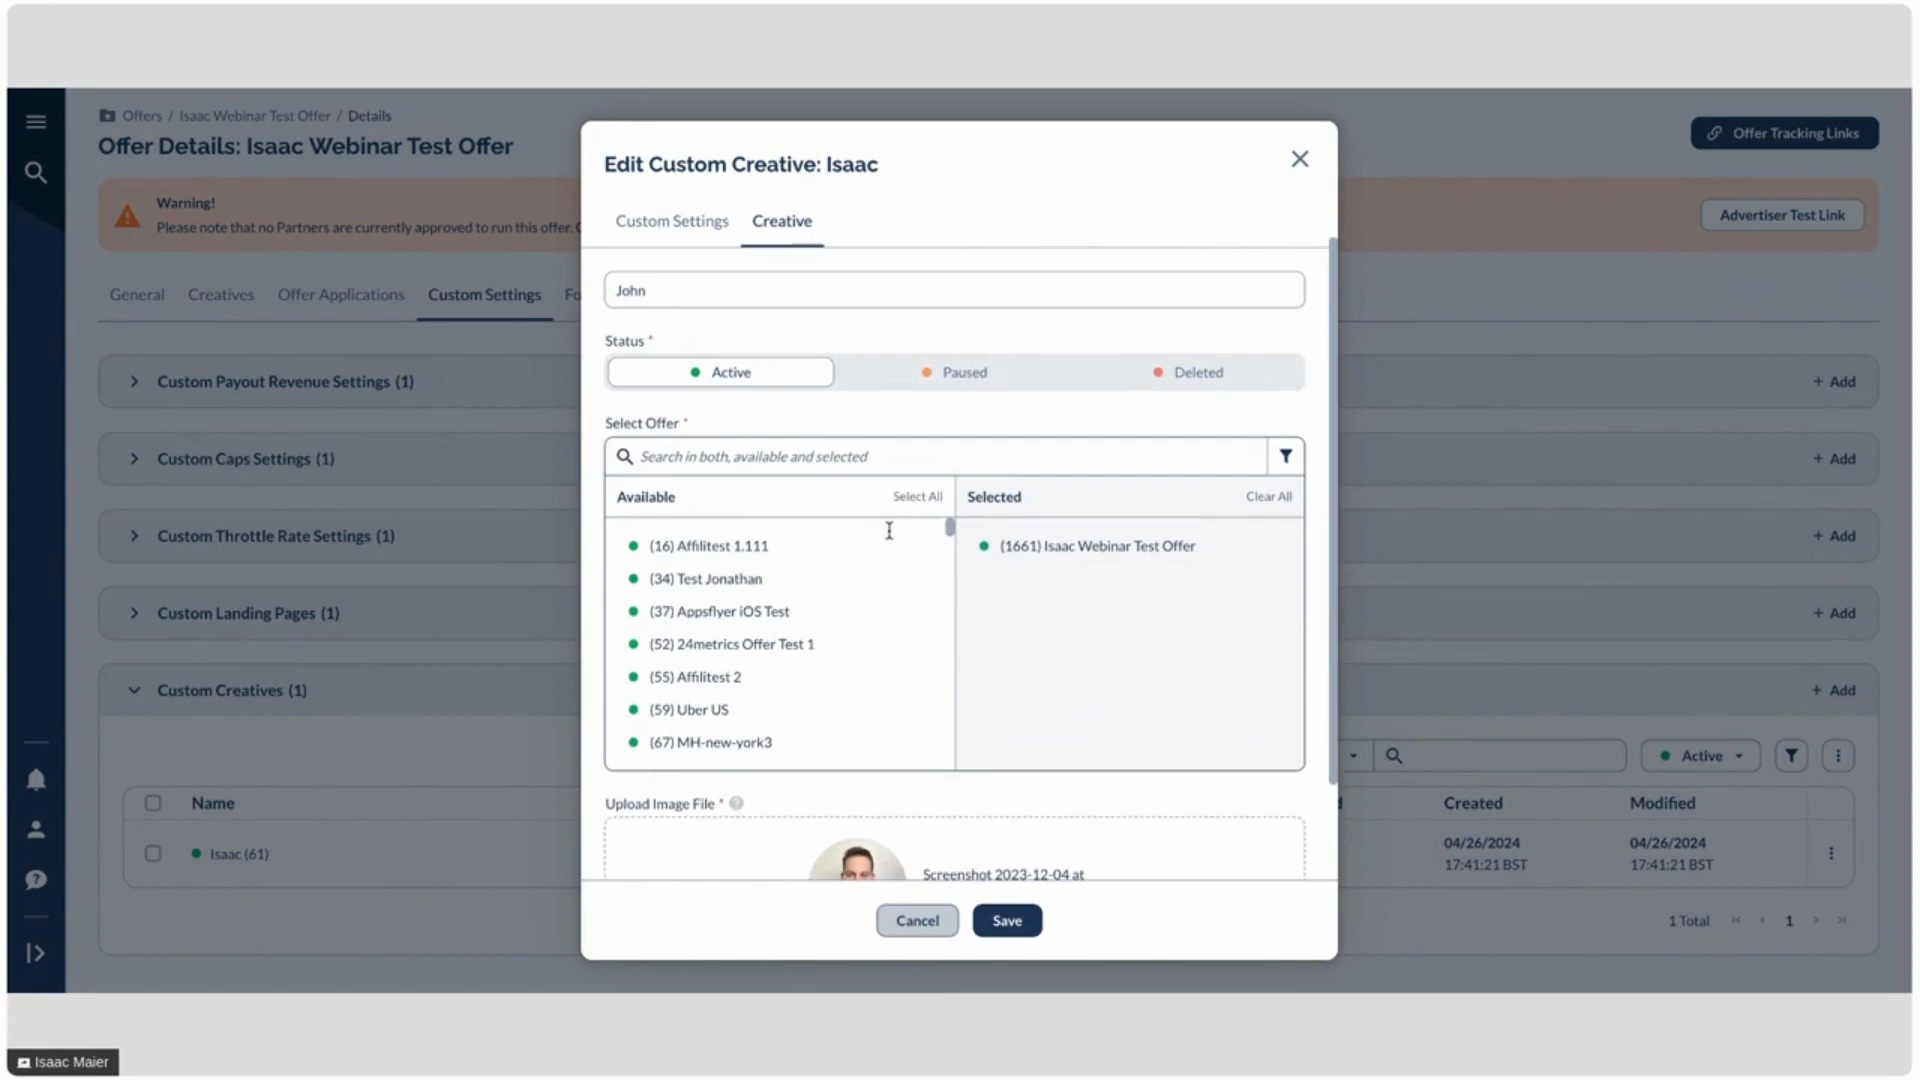 Offers / Isaac Webinar Test Offer / Details
Offer Details: Isaac Webinar Test Offer
Offer Tracking Links
Warning!
Please note that no Partners are currently approved to run this offer.
Advertiser Test Link
General Creatives Offer Applications Custom Settings Fo
Custom Payout Revenue Settings (1)
+ Add
Custom Caps Settings (1)
+ Add
Custom Throttle Rate Settings (1)
+ Add
Custom Landing Pages (1)
+ Add
Custom Creatives (1)
+ Add
Active
Name
Created
Modified
Isaac (61)
04/26/2024
17:41:21 BST
04/26/2024
17:41:21 BST
1 Total
1
Edit Custom Creative: Isaac
Custom Settings Creative
John
Status *
Active Paused Deleted
Select Offer *
Search in both, available and selected
Available Select All
Selected Clear All
(16) Affilitest 1.111
(34) Test Jonathan
(37) Appsflyer iOS Test
(52) 24metrics Offer Test 1
(55) Affilitest 2
(59) Uber US
(67) MH-new-york3
(1661) Isaac Webinar Test Offer
Upload Image File * ?
Screenshot 2023-12-04 at
Cancel Save
Isaac Maier